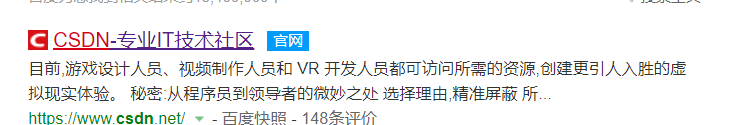 CSDN-专业IT技术社区 官网
目前,游戏设计人员、视频制作人员和 VR 开发人员都可访问所需的资源,创建更引人入胜的虚
拟现实体验。 秘密:从程序员到领导者的微妙之处 选择理由,精准屏蔽 所...
https://www.csdn.net/ - 百度快照 - 148条评价